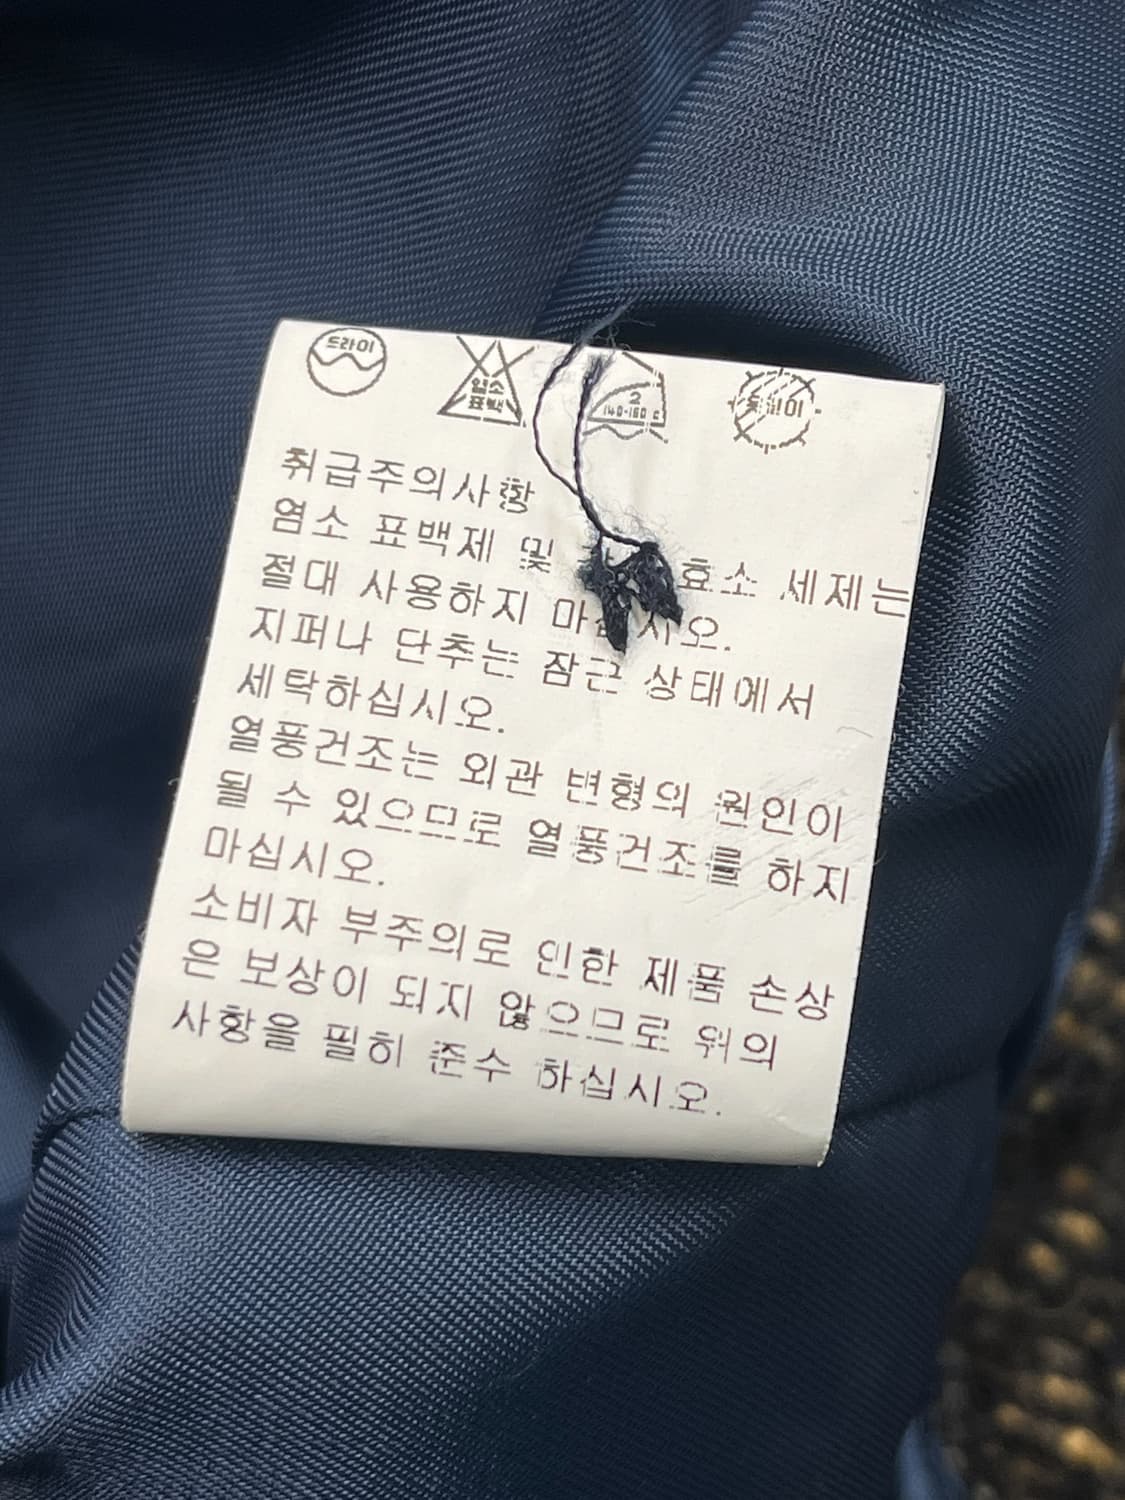 드라이
염소
표백
2
140-160 c
취급주의사항
염소 표백제 및 효소 세제는
절대 사용하지
지퍼나 단추는 잠근 상태에서
세탁하십시오.
열풍건조는 외관 변형의 원인이
될 수 있으므로 열풍건조를 하지
마십시오.
소비자 부주의로 인한 제품 손상
은 보상이 되지 않으므로 위의
사항을 필히 준수 하십시오.